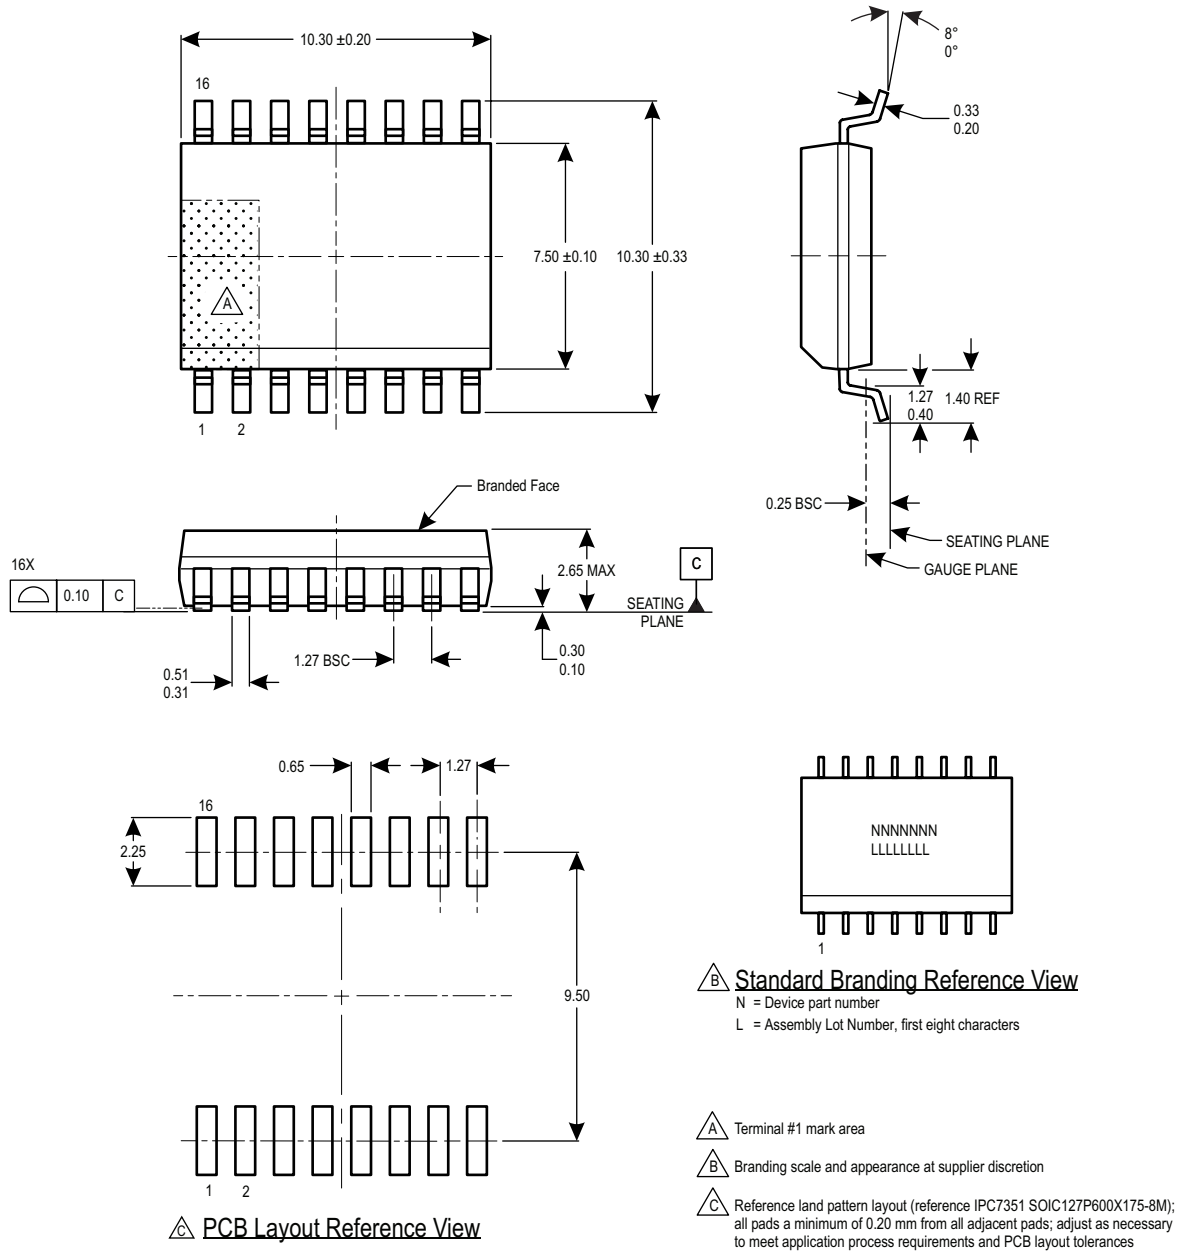 10.30 ±0.20
8°
0°
16
0.33
0.20
7.50 ±0.10
10.30 ±0.33
A
1.27
0.40
1.40 REF
1 2
Branded Face
0.25 BSC
SEATING PLANE
GAUGE PLANE
16X
0.10 C
2.65 MAX
C
SEATING
PLANE
1.27 BSC
0.30
0.10
0.51
0.31
0.65
1.27
16
2.25
NNNNNNN
LLLLLLLL
1
9.50
B Standard Branding Reference View
N = Device part number
L = Assembly Lot Number, first eight characters
A Terminal #1 mark area
B Branding scale and appearance at supplier discretion
1 2
C PCB Layout Reference View
C Reference land pattern layout (reference IPC7351 SOIC127P600X175-8M);
all pads a minimum of 0.20 mm from all adjacent pads; adjust as necessary
to meet application process requirements and PCB layout tolerances